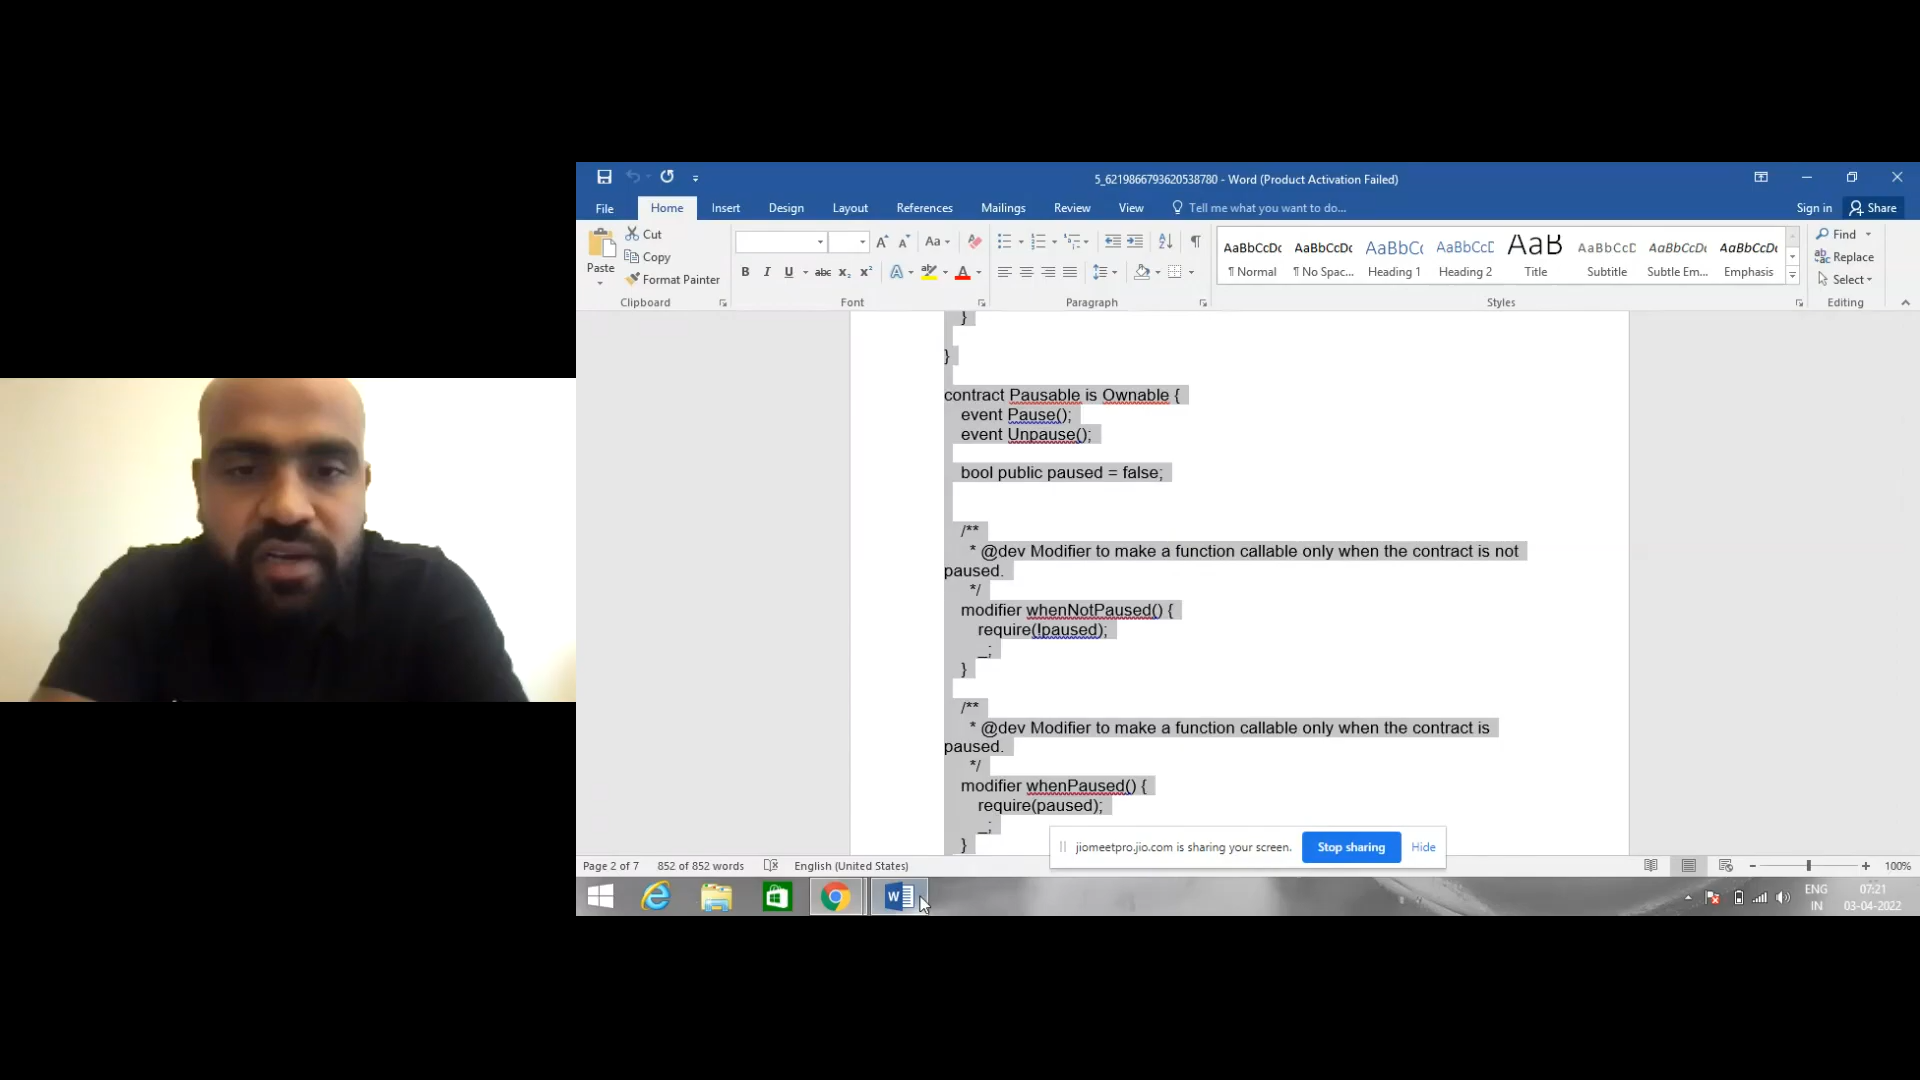 5_6219866793620538780 - Word (Product Activation Failed)
File Home Insert Design Layout References Mailings Review View Tell me what you want to do... Sign in Share
Paste
Cut
Copy
Format Painter
Clipboard
Aa
B I U abc x₂ x² A A
Font
Paragraph
AaBbCcDc AaBbCcDc AaBbCc AaBbCcC AaB AaBbCcD AaBbCcDc AaBbCcDc
¶ Normal ¶ No Spac... Heading 1 Heading 2 Title Subtitle Subtle Em... Emphasis
Styles
Find
Replace
Select
Editing
}
}
contract Pausable is Ownable {
event Pause();
event Unpause();
bool public paused = false;
/**
* @dev Modifier to make a function callable only when the contract is not
paused.
*/
modifier whenNotPaused() {
require(!paused);
_;
}
/**
* @dev Modifier to make a function callable only when the contract is
paused.
*/
modifier whenPaused() {
require(paused);
_;
}
jiomeetpro.jio.com is sharing your screen. Stop sharing Hide
Page 2 of 7 852 of 852 words English (United States) 100%
ENG
IN
07:21
03-04-2022